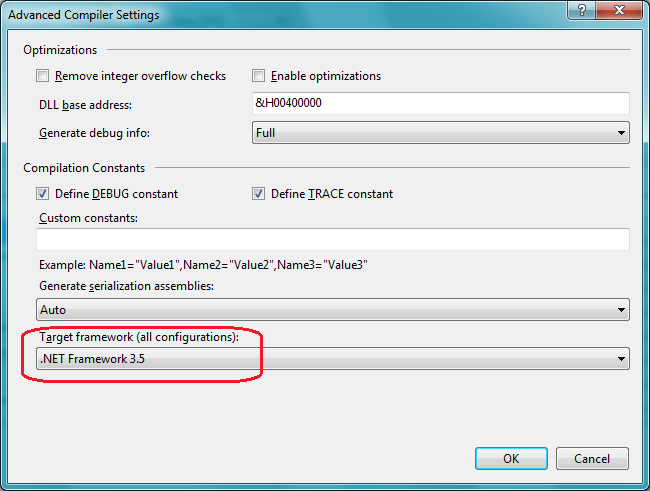 Advanced Compiler Settings
?
Optimizations
Remove integer overflow checks
Enable optimizations
DLL base address:
&H00400000
Generate debug info:
Full
Compilation Constants
Define DEBUG constant
Define TRACE constant
Custom constants:
Example: Name1="Value1",Name2="Value2",Name3="Value3"
Generate serialization assemblies:
Auto
Target framework (all configurations):
.NET Framework 3.5
OK
Cancel